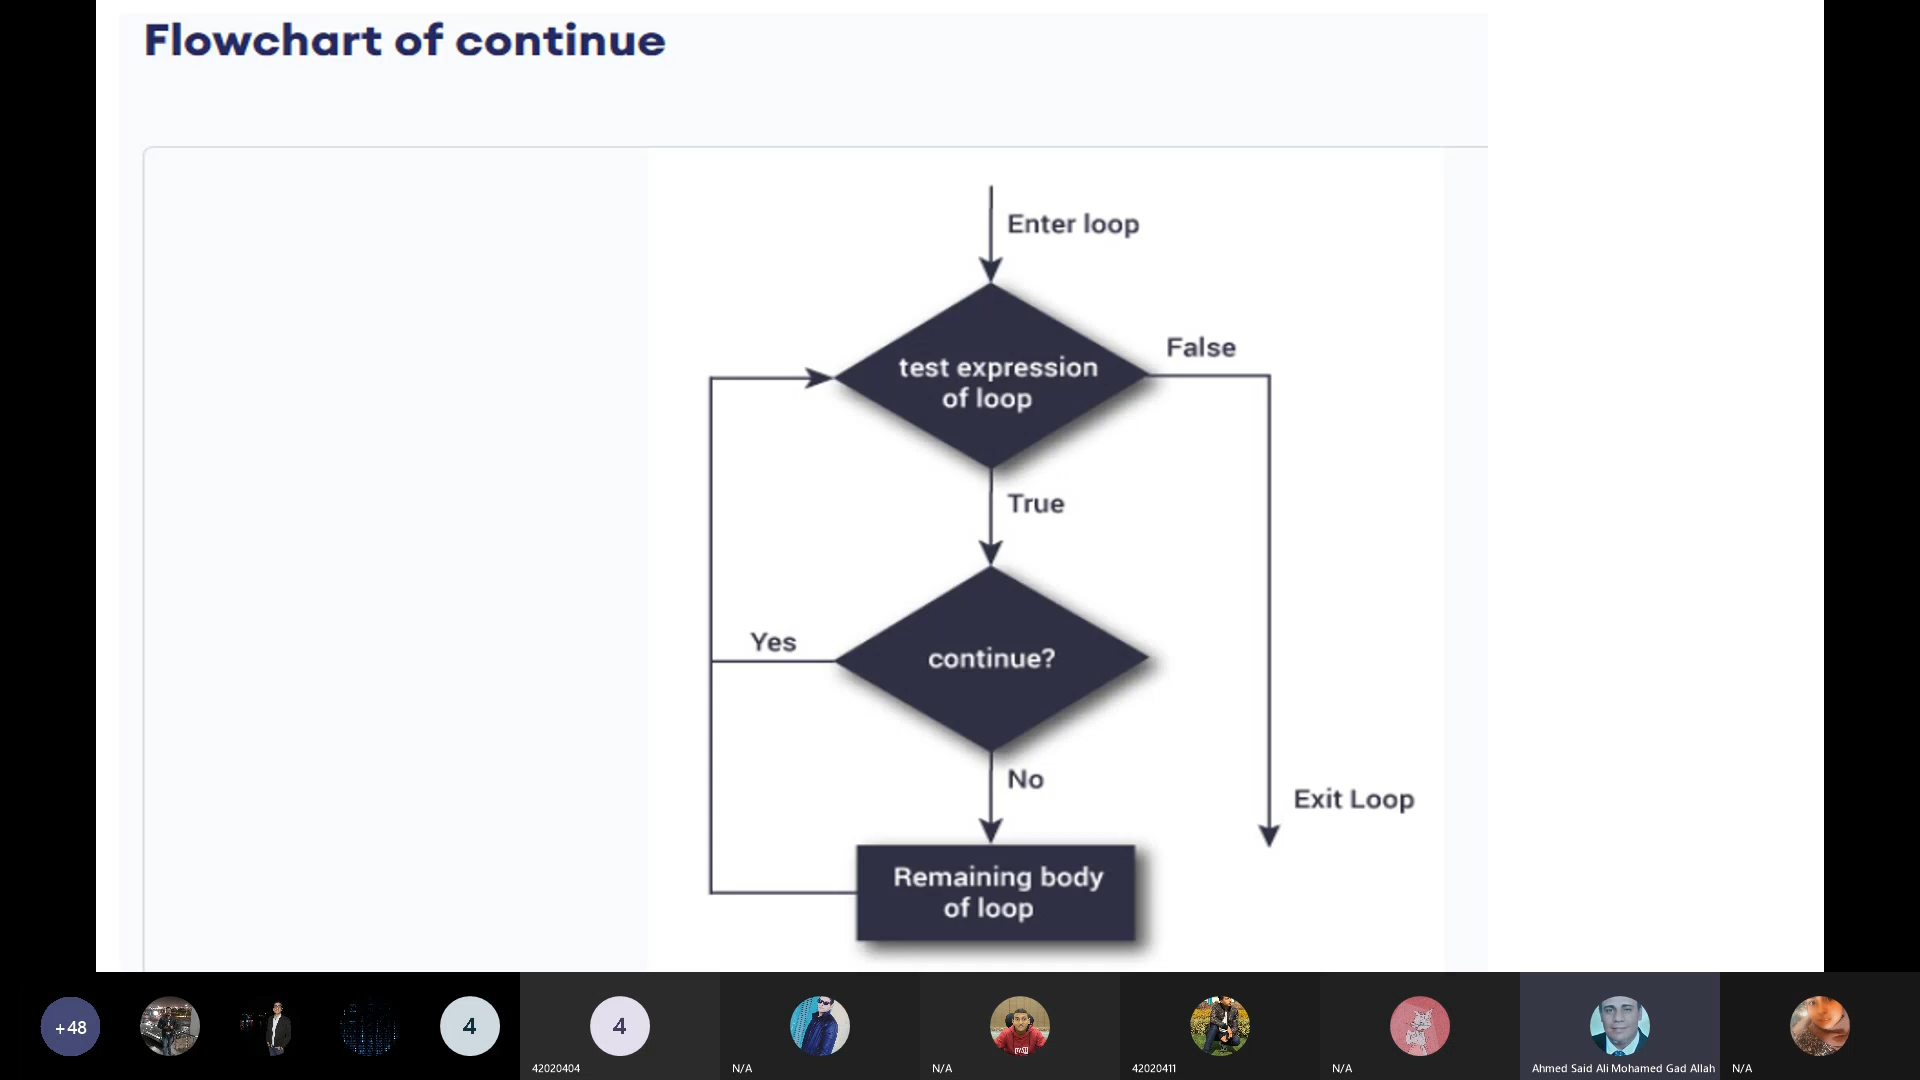 Flowchart of continue
Enter loop
test expression
of loop
False
True
Yes
continue?
No
Exit Loop
Remaining body
of loop
+48
4
4
42020404
N/A
N/A
42020411
N/A
Ahmed Said Ali Mohamed Gad Allah
N/A